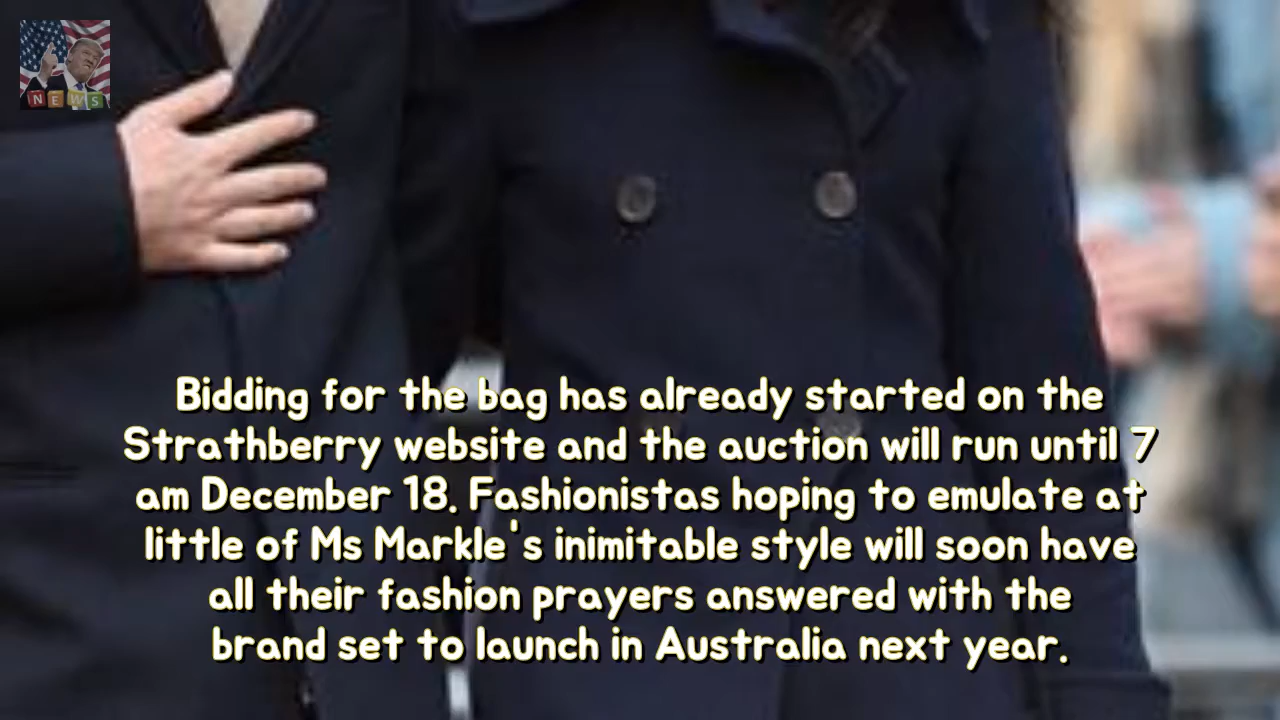 NEWS
Bidding for the bag has already started on the
Strathberry website and the auction will run until 7
am December 18. Fashionistas hoping to emulate at
little of Ms Markle's inimitable style will soon have
all their fashion prayers answered with the
brand set to launch in Australia next year.